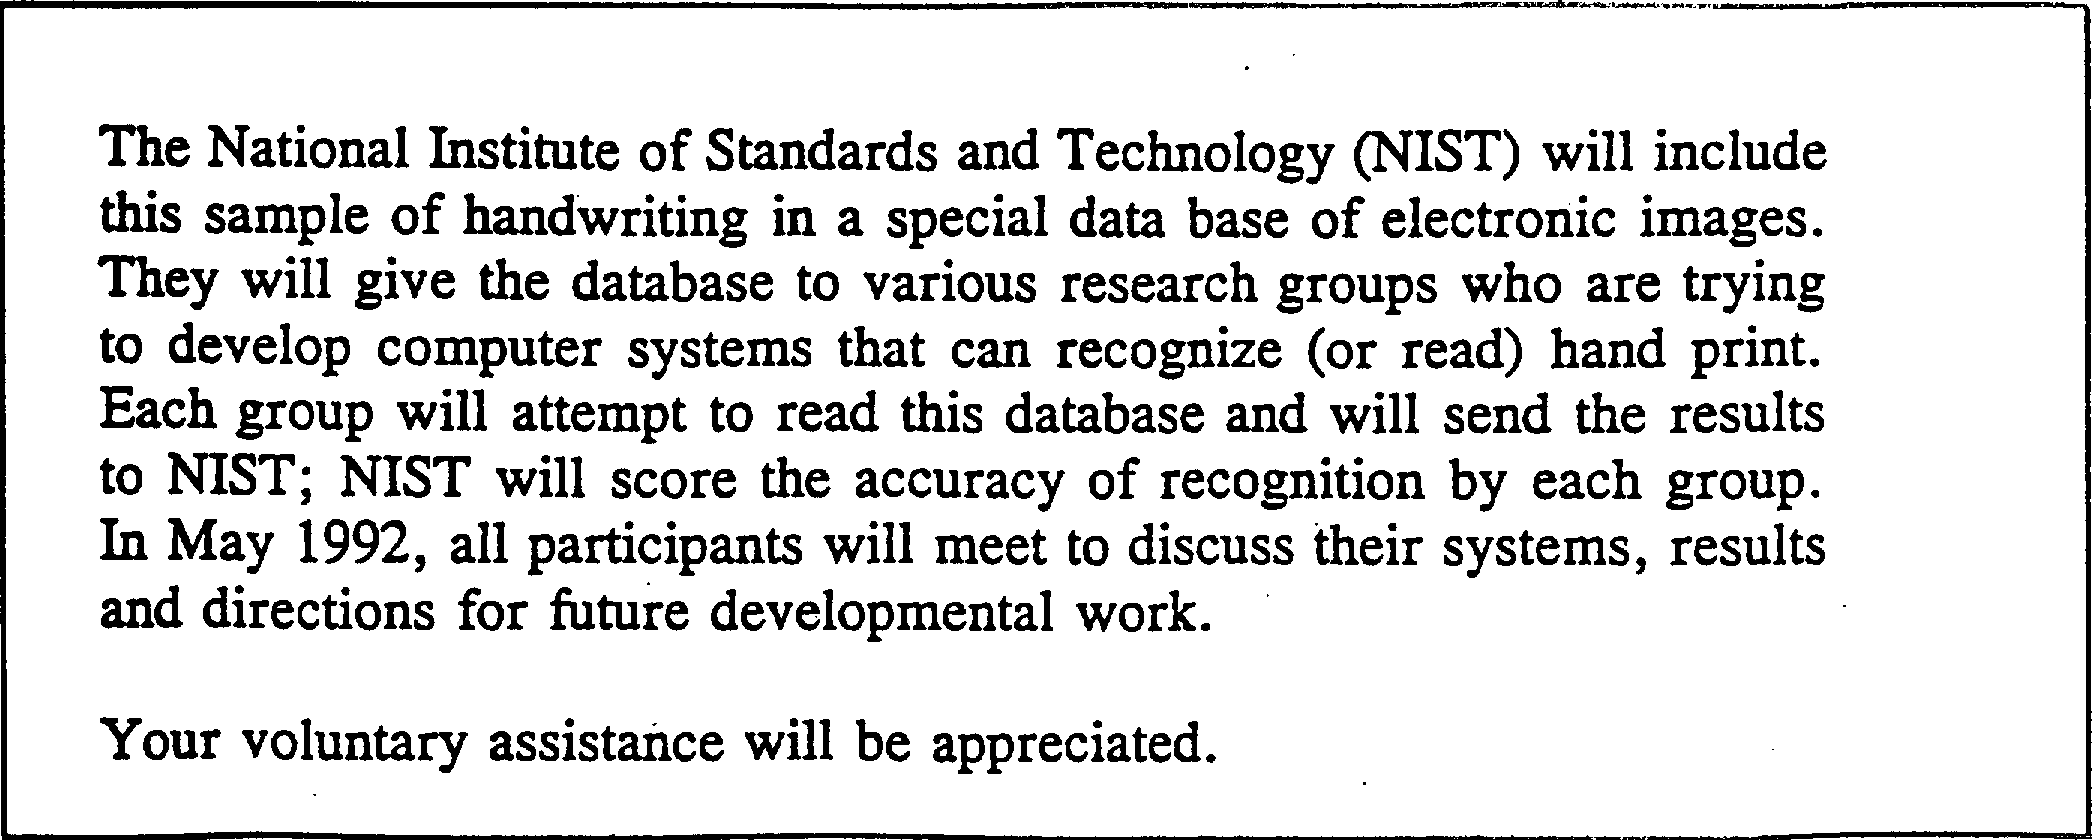 The National Institute of Standards and Technology (NIST) will include
this sample of handwriting in a special data base of electronic images.
They will give the database to various research groups who are trying
to develop computer systems that can recognize (or read) hand print.
Each group will attempt to read this database and will send the results
to NIST; NIST will score the accuracy of recognition by each group.
In May 1992, all participants will meet to discuss their systems, results
and directions for future developmental work.
Your voluntary assistance will be appreciated.